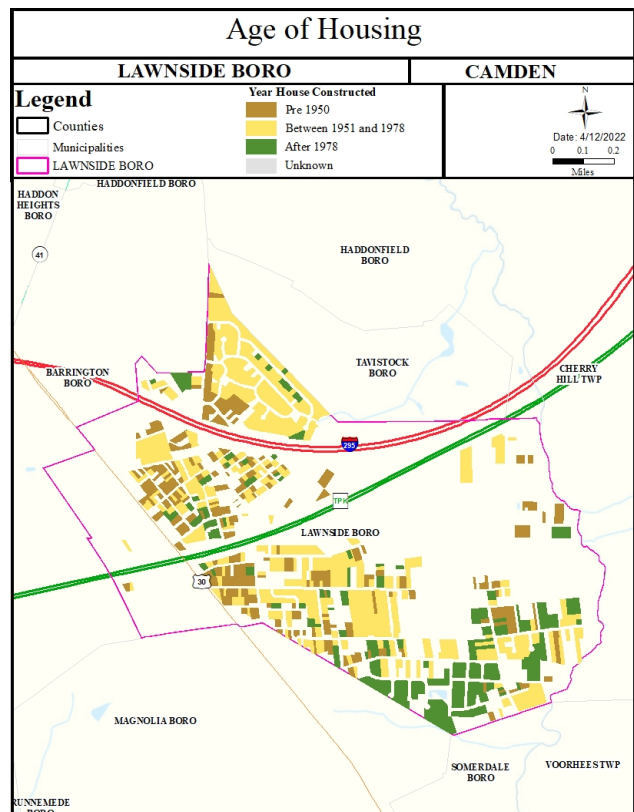 Age of Housing
LAWNSIDE BORO
CAMDEN
Legend
Counties
Municipalities
LAWNSIDE BORO
Year House Constructed
Pre 1950
Between 1951 and 1978
After 1978
Unknown
N
Date: 4/12/2022
0 0.1 0.2
Miles
HADDONFIELD BORO
HADDON
HEIGHTS
BORO
41
HADDONFIELD
BORO
BARRINGTON
BORO
TAVISTOCK
BORO
CHERRY
HILL TWP
295
TPK
LAWNSIDE BORO
30
MAGNOLIA BORO
SOMERDALE
BORO
VOORHEES TWP
RUNNEMEDE
BORO